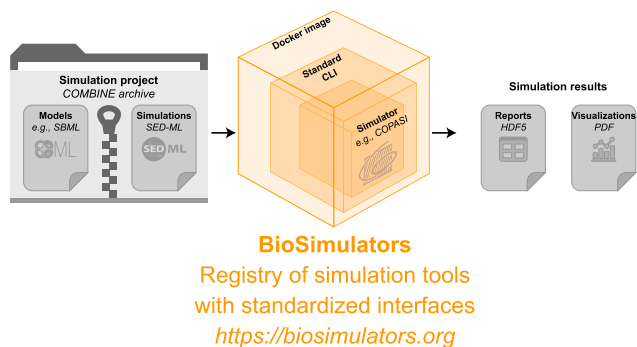 Docker image
Standard
CLI
Simulator
e.g., COPASI
Simulation project
COMBINE archive
Models
e.g., SBML
ML
Simulations
SED-ML
SED ML
Simulation results
Reports
HDF5
Visualizations
PDF
BioSimulators
Registry of simulation tools
with standardized interfaces
https://biosimulators.org